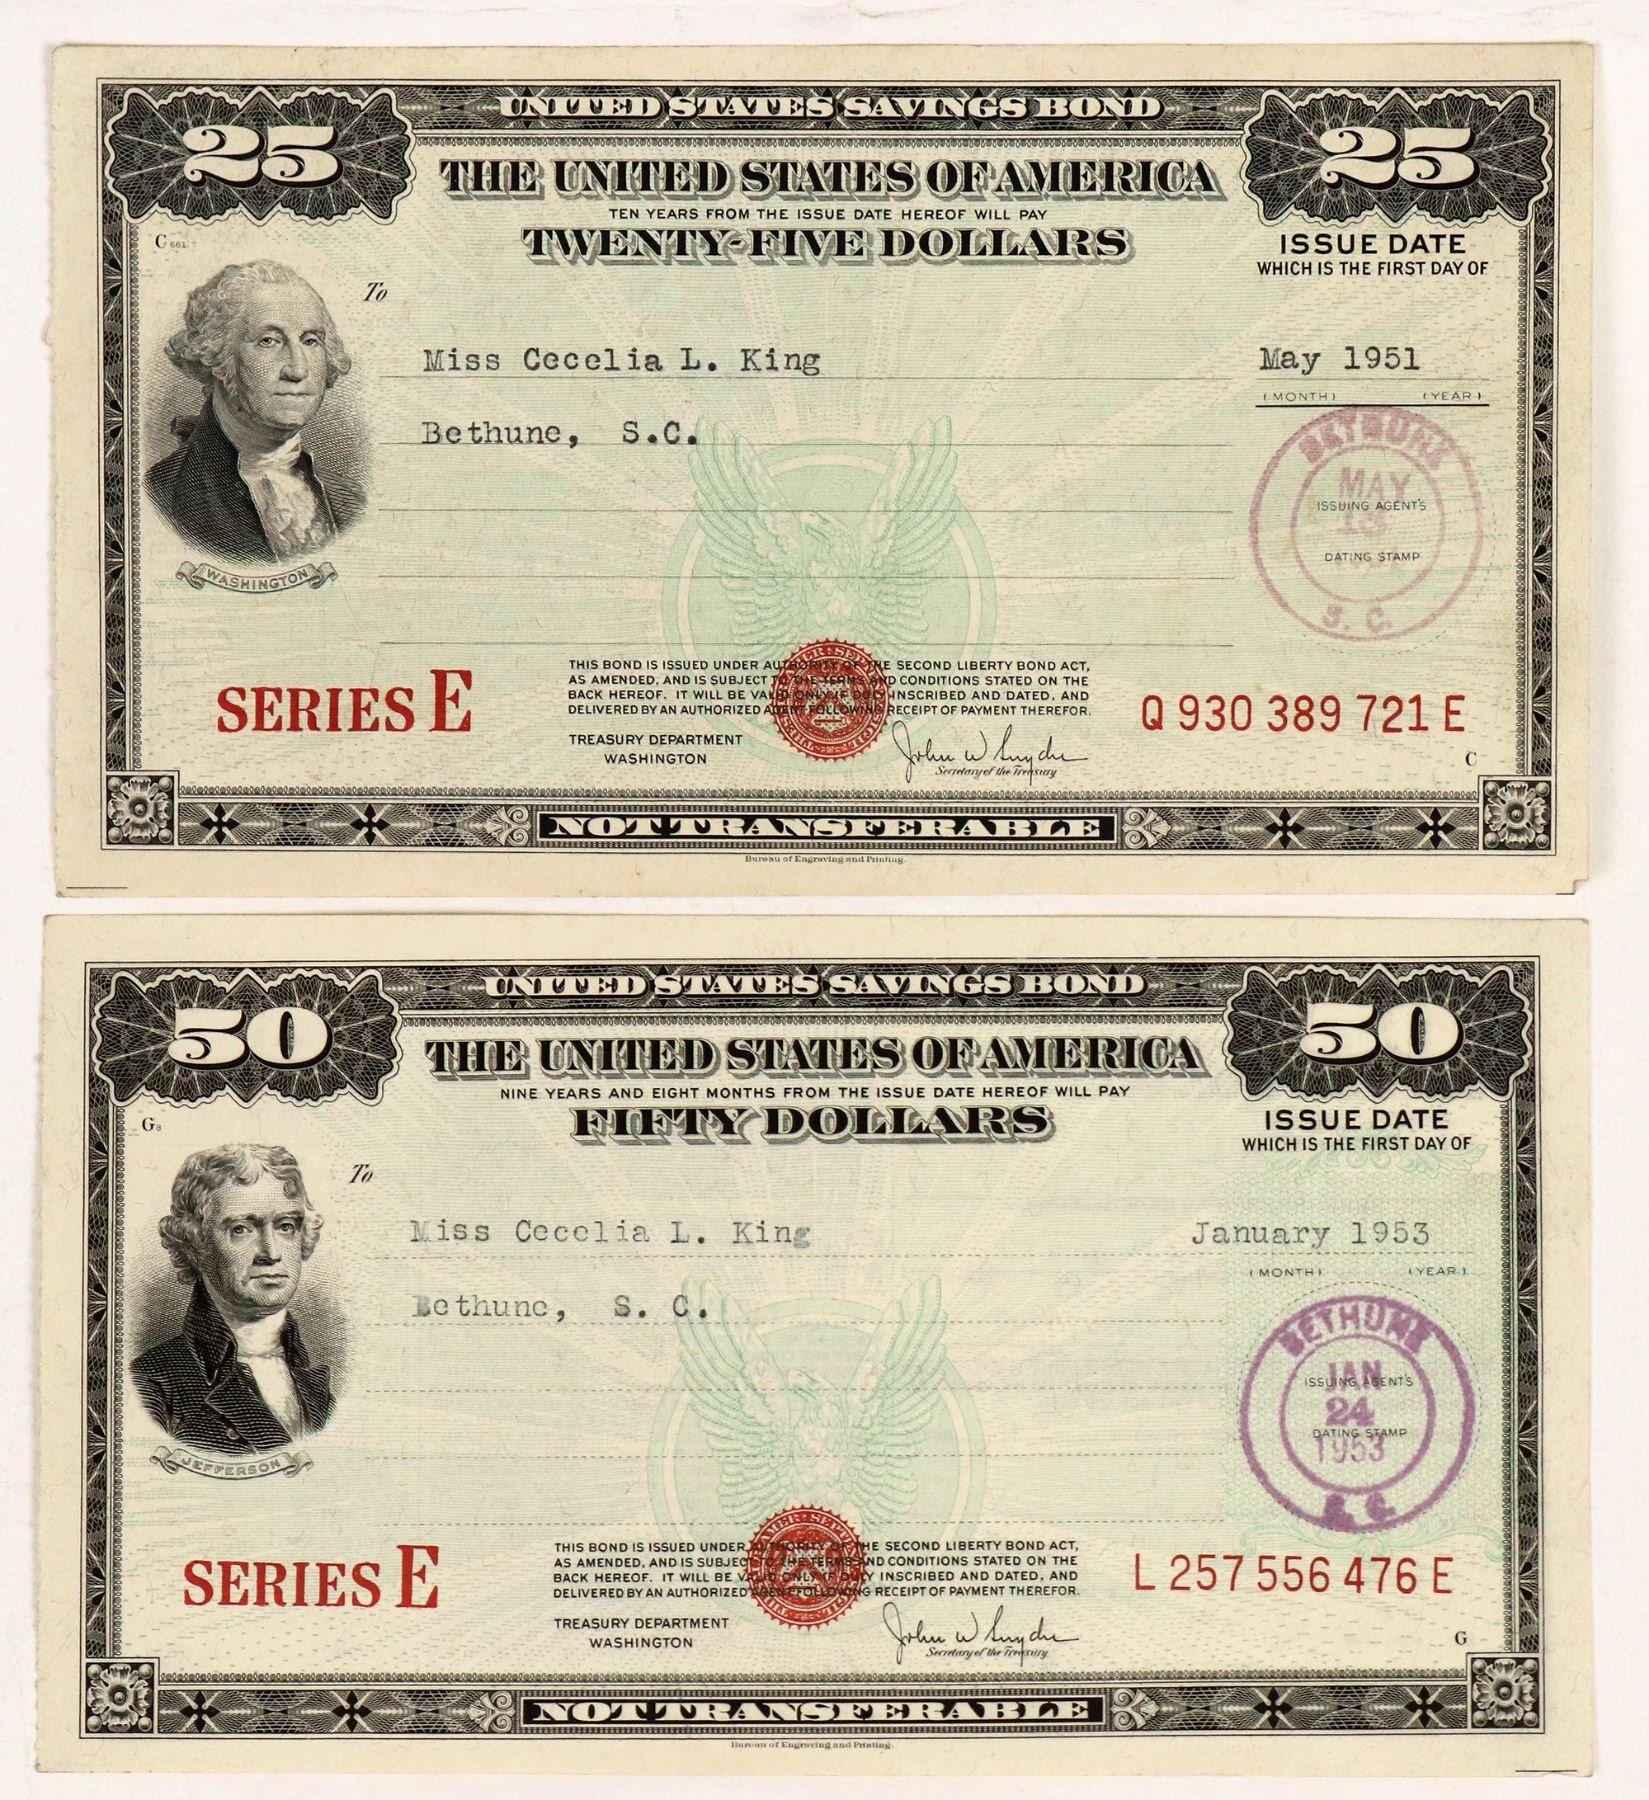 UNITED STATES SAVINGS BOND
25
25
THE UNITED STATES OF AMERICA
TEN YEARS FROM THE ISSUE DATE HEREOF WILL PAY
TWENTY-FIVE DOLLARS
ISSUE DATE
WHICH IS THE FIRST DAY OF
C 661
To
Miss Cecelia L. King
May 1951
(MONTH) (YEAR)
Bethune, S.C.
BETHUNE
MAY
ISSUING AGENT'S
DATING STAMP
S. C.
WASHINGTON
THIS BOND IS ISSUED UNDER AUTHORITY OF THE SECOND LIBERTY BOND ACT,
AS AMENDED, AND IS SUBJECT TO THE TERMS AND CONDITIONS STATED ON THE
BACK HEREOF. IT WILL BE VALID ONLY IF DULY INSCRIBED AND DATED, AND
DELIVERED BY AN AUTHORIZED AGENT FOLLOWING RECEIPT OF PAYMENT THEREFOR.
SERIES E
Q 930 389 721 E
TREASURY DEPARTMENT
WASHINGTON
John W Snyder
Secretary of the Treasury
C
NOT TRANSFERABLE
Bureau of Engraving and Printing.
UNITED STATES SAVINGS BOND
50
50
THE UNITED STATES OF AMERICA
NINE YEARS AND EIGHT MONTHS FROM THE ISSUE DATE HEREOF WILL PAY
FIFTY DOLLARS
ISSUE DATE
WHICH IS THE FIRST DAY OF
G8
To
Miss Cecelia L. King
January 1953
(MONTH) (YEAR)
Bethune, S. C.
BETHUNE
JAN
ISSUING AGENT'S
24
DATING STAMP
1953
S. C.
JEFFERSON
THIS BOND IS ISSUED UNDER AUTHORITY OF THE SECOND LIBERTY BOND ACT,
AS AMENDED, AND IS SUBJECT TO THE TERMS AND CONDITIONS STATED ON THE
BACK HEREOF. IT WILL BE VALID ONLY IF DULY INSCRIBED AND DATED, AND
DELIVERED BY AN AUTHORIZED AGENT FOLLOWING RECEIPT OF PAYMENT THEREFOR.
SERIES E
L 257 556 476 E
TREASURY DEPARTMENT
WASHINGTON
John W Snyder
Secretary of the Treasury
G
NOT TRANSFERABLE
Bureau of Engraving and Printing.